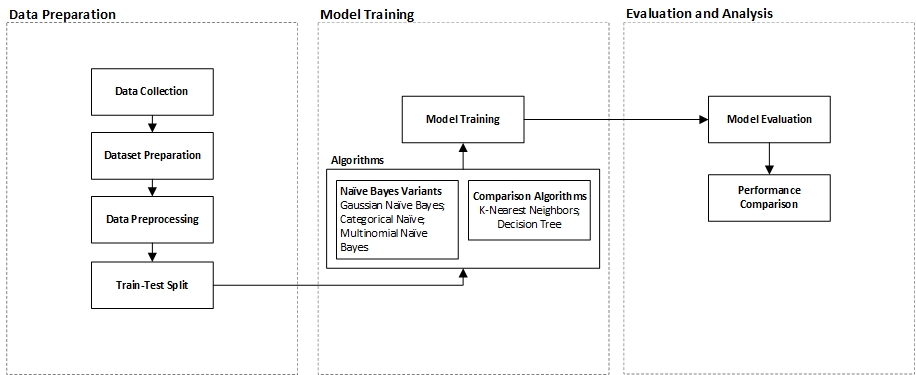 Data Preparation
Data Collection
Dataset Preparation
Data Preprocessing
Train-Test Split
Model Training
Model Training
Algorithms
Naïve Bayes Variants
Gaussian Naïve Bayes;
Categorical Naïve;
Multinomial Naïve
Bayes
Comparison Algorithms
K-Nearest Neighbors;
Decision Tree
Evaluation and Analysis
Model Evaluation
Performance
Comparison